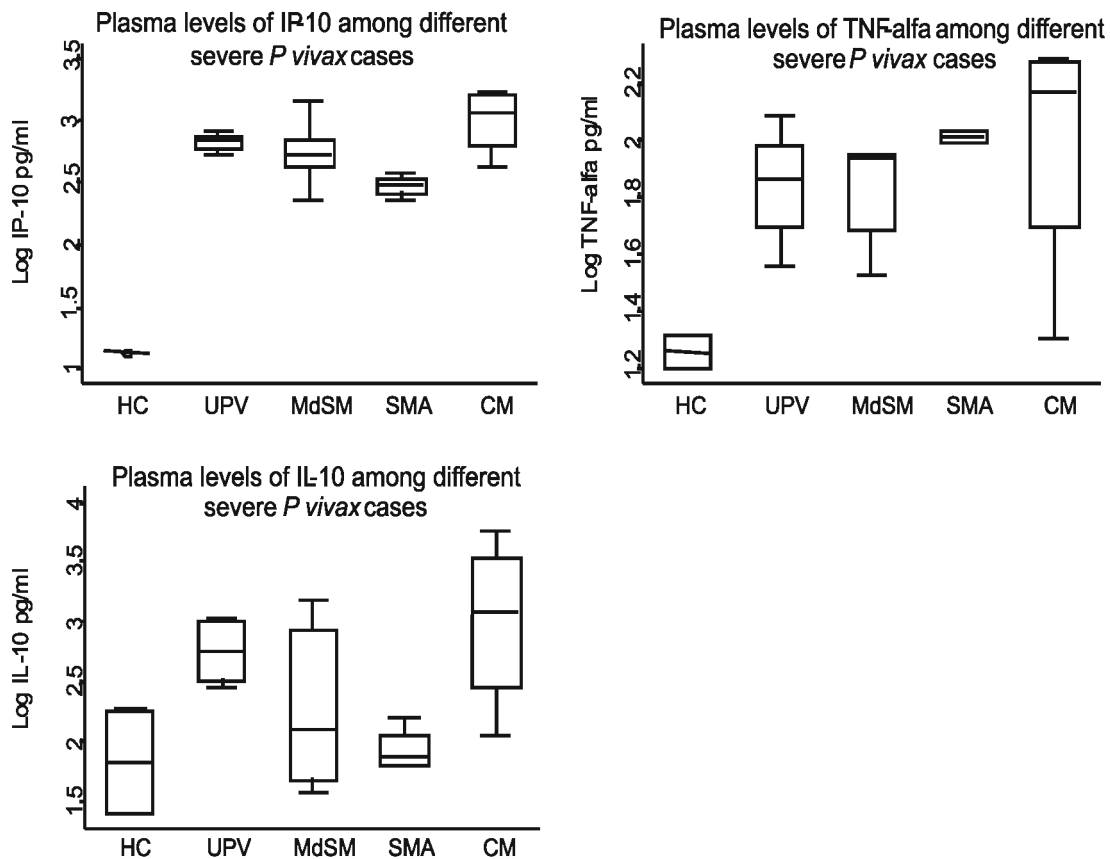 Plasma levels of IP-10 among different
severe P vivax cases
Log IP-10 pg/ml
3.5
3
2.5
2
1.5
1
HC UPV MdSM SMA CM
Plasma levels of TNF-alfa among different
severe P vivax cases
Log TNF-alfa pg/ml
2.2
2
1.8
1.6
1.4
1.2
HC UPV MdSM SMA CM
Plasma levels of IL-10 among different
severe P vivax cases
Log IL-10 pg/ml
4
3.5
3
2.5
2
1.5
HC UPV MdSM SMA CM